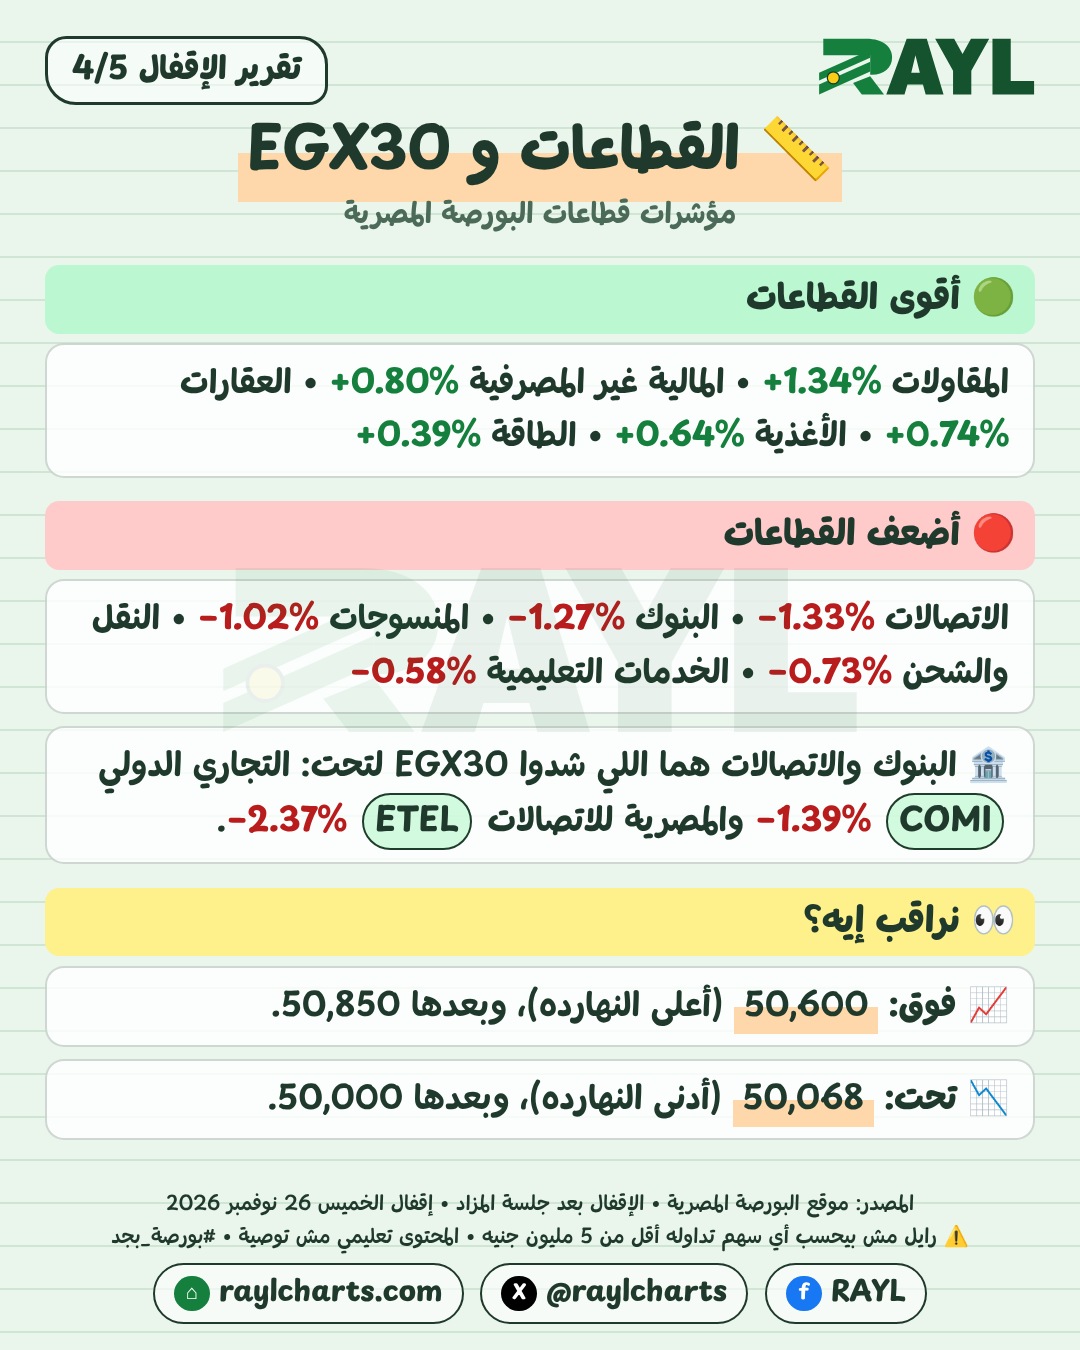 RAYL
تقرير الإقفال 4/5
📏 القطاعات و EGX30
مؤشرات قطاعات البورصة المصرية
🟢 أقوى القطاعات
المقاولات +1.34% • المالية غير المصرفية +0.80% • العقارات
+0.74% • الأغذية +0.64% • الطاقة +0.39%
🔴 أضعف القطاعات
الاتصالات −1.33% • البنوك −1.27% • المنسوجات −1.02% • النقل
والشحن −0.73% • الخدمات التعليمية −0.58%
🏦 البنوك والاتصالات هما اللي شدوا EGX30 لتحت: التجاري الدولي
COMI −1.39% والمصرية للاتصالات ETEL −2.37%.
👀 نراقب إيه؟
📈 فوق: 50,600 (أعلى النهارده)، وبعدها 50,850.
📉 تحت: 50,068 (أدنى النهارده)، وبعدها 50,000.
المصدر: موقع البورصة المصرية • الإقفال بعد جلسة المزاد • إقفال الخميس 26 نوفمبر 2026
⚠️ رايل مش بيحسب أي سهم تداوله أقل من 5 مليون جنيه • المحتوى تعليمي مش توصية • #بورصة_بجد
RAYL
@raylcharts
raylcharts.com